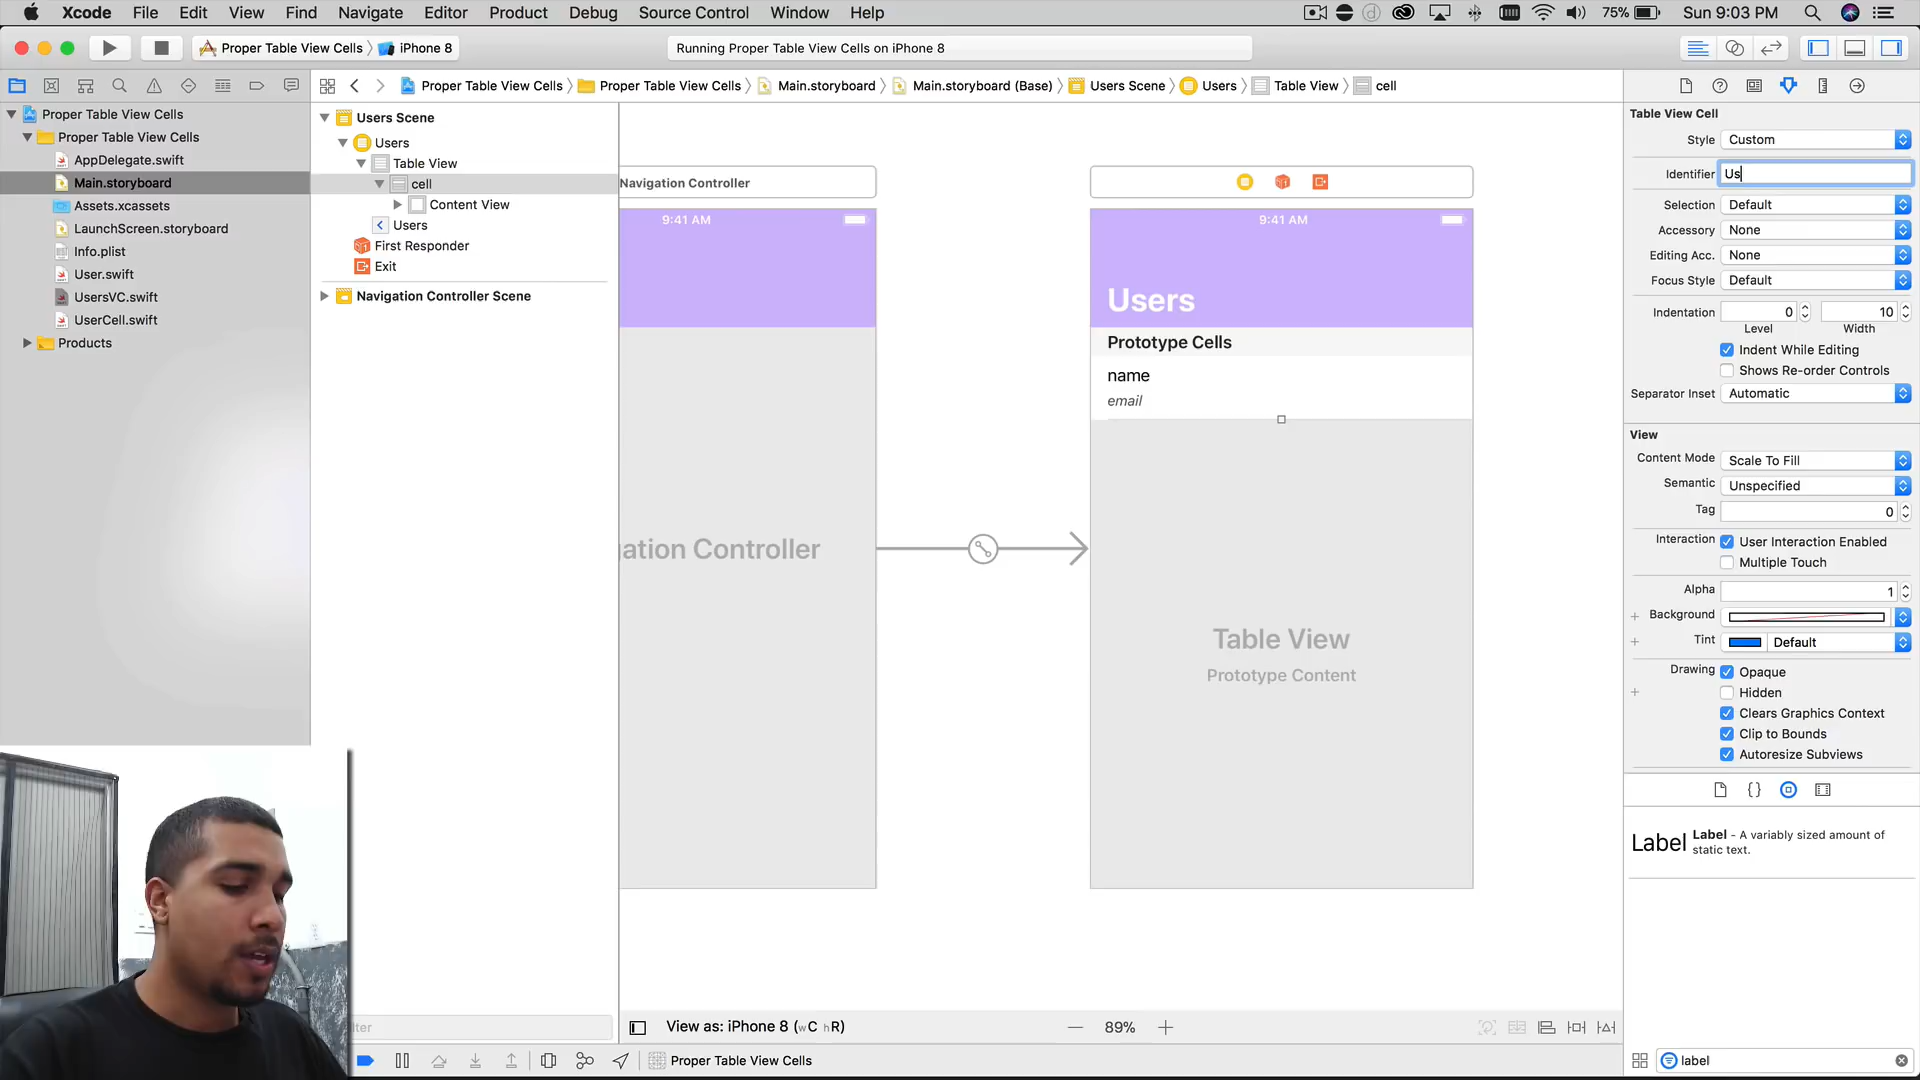 Xcode File Edit View Find Navigate Editor Product Debug Source Control Window Help 75% Sun 9:03 PM
Proper Table View Cells iPhone 8
Running Proper Table View Cells on iPhone 8
Proper Table View Cells Proper Table View Cells Main.storyboard Main.storyboard (Base) Users Scene Users Table View cell
Proper Table View Cells
Proper Table View Cells
AppDelegate.swift
Main.storyboard
Assets.xcassets
LaunchScreen.storyboard
Info.plist
User.swift
UsersVC.swift
UserCell.swift
Products
Users Scene
Users
Table View
cell
Content View
Users
First Responder
Exit
Navigation Controller Scene
Navigation Controller
9:41 AM
gation Controller
9:41 AM
Users
Prototype Cells
name
email
Table View
Prototype Content
View as: iPhone 8 (wC hR)
89%
Proper Table View Cells
Table View Cell
Style Custom
Identifier Us
Selection Default
Accessory None
Editing Acc. None
Focus Style Default
Indentation 0 10
Level Width
Indent While Editing
Shows Re-order Controls
Separator Inset Automatic
View
Content Mode Scale To Fill
Semantic Unspecified
Tag 0
Interaction User Interaction Enabled
Multiple Touch
Alpha 1
Background
Tint Default
Drawing Opaque
Hidden
Clears Graphics Context
Clip to Bounds
Autoresize Subviews
Label Label - A variably sized amount of
static text.
label